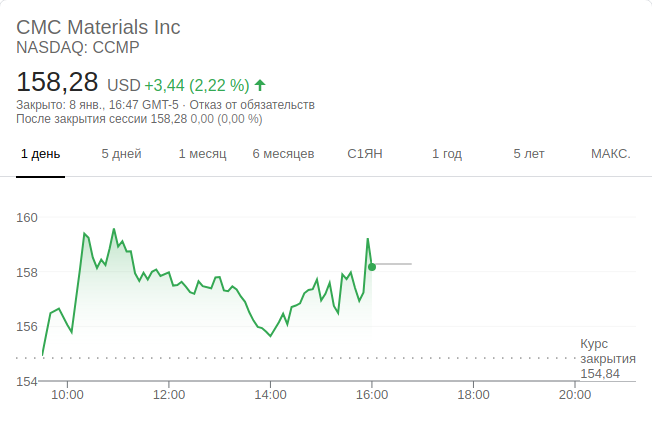 CMC Materials Inc
NASDAQ: CCMP
158,28 USD +3,44 (2,22 %)
Закрыто: 8 янв., 16:47 GMT-5 · Отказ от обязательств
После закрытия сессии 158,28 0,00 (0,00 %)
1 день 5 дней 1 месяц 6 месяцев С1ЯН 1 год 5 лет МАКС.
160
158
156
Курс
закрытия
154,84
154
10:00 12:00 14:00 16:00 18:00 20:00